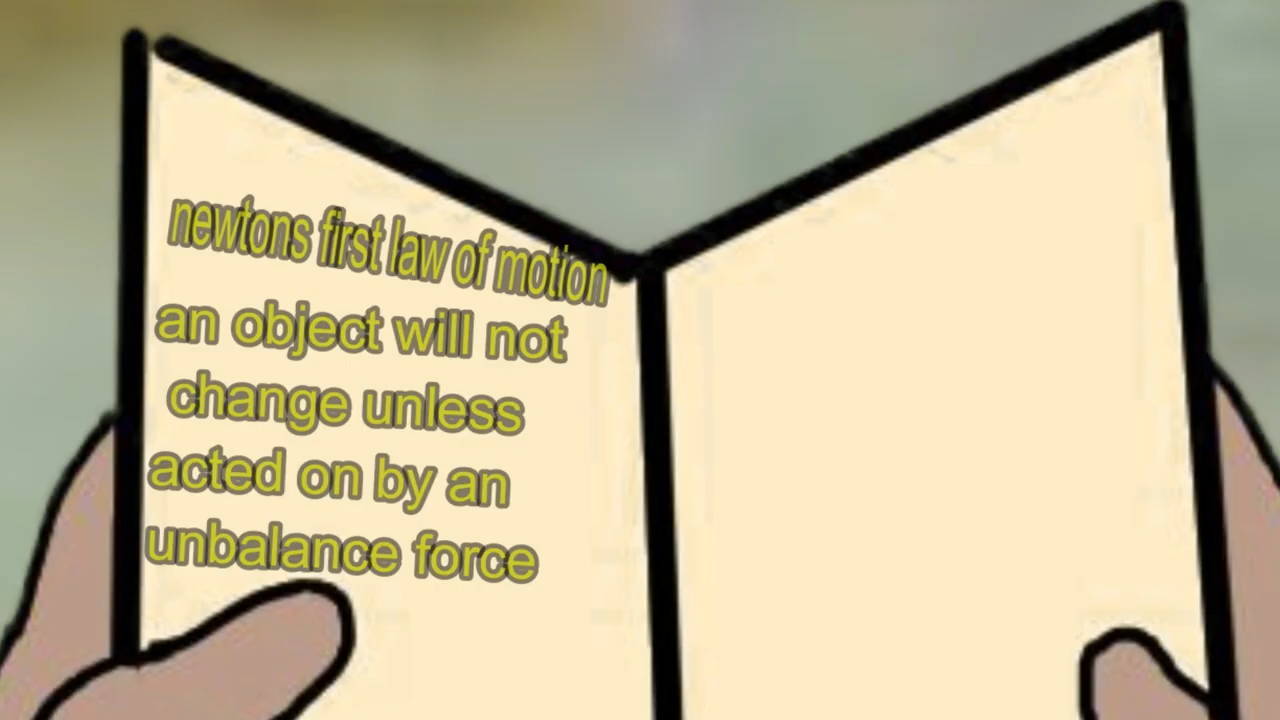 newtons first law of motion
an object will not
change unless
acted on by an
unbalance force